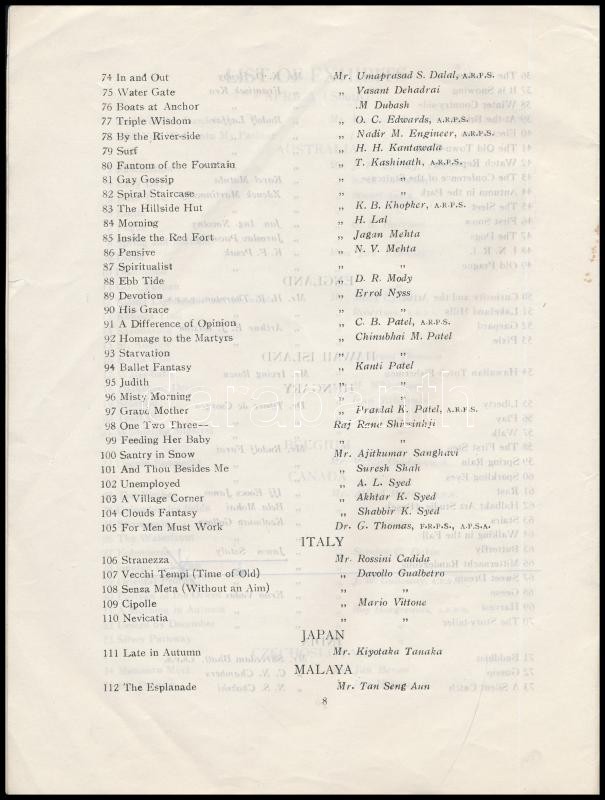 74 In and Out Mr. Umaprasad S. Dalal, A.R.P.S.
75 Water Gate „ Vasant Dehadrai
76 Boats at Anchor „ .M Dubash
77 Triple Wisdom „ O. C. Edwards, A.R.P.S.
78 By the River-side „ Nadir M. Engineer, A.R.P.S.
79 Surf „ H. H. Kantawala
80 Fantom of the Fountain „ T. Kashinath, A.R.P.S.
81 Gay Gossip „ „
82 Spiral Staircase „ „
83 The Hillside Hut „ K. B. Khopker, A.R.P.S.
84 Morning „ H. Lal
85 Inside the Red Fort „ Jagan Mehta
86 Pensive „ N. V. Mehta
87 Spiritualist „ „
88 Ebb Tide „ D. R. Mody
89 Devotion „ Errol Nyss
90 His Grace „ „
91 A Difference of Opinion „ C. B. Patel, A.R.P.S.
92 Homage to the Martyrs „ Chinubhai M. Patel
93 Starvation „ „
94 Ballet Fantasy „ Kanti Patel
95 Judith „ „
96 Misty Morning „ „
97 Grave Mother „ Pranlal K. Patel, A.R.P.S.
98 One Two Three— Raj Rana Shivsinhji
99 Feeding Her Baby „ „
100 Santry in Snow Mr. Ajitkumar Sanghavi
101 And Thou Besides Me „ Suresh Shah
102 Unemployed „ A. L. Syed
103 A Village Corner „ Akhtar K. Syed
104 Clouds Fantasy „ Shabbir K. Syed
105 For Men Must Work Dr. G. Thomas, F.R.P.S., A.P.S.A.
ITALY
106 Stranezza Mr. Rossini Cadida
107 Vecchi Tempi (Time of Old) „ Davollo Gualbetro
108 Senza Meta (Without an Aim) „ „
109 Cipolle „ Mario Vittone
110 Nevicatia „ „
JAPAN
111 Late in Autumn Mr. Kiyotaka Tanaka
MALAYA
112 The Esplanade Mr. Tan Seng Aun
8
darabanth